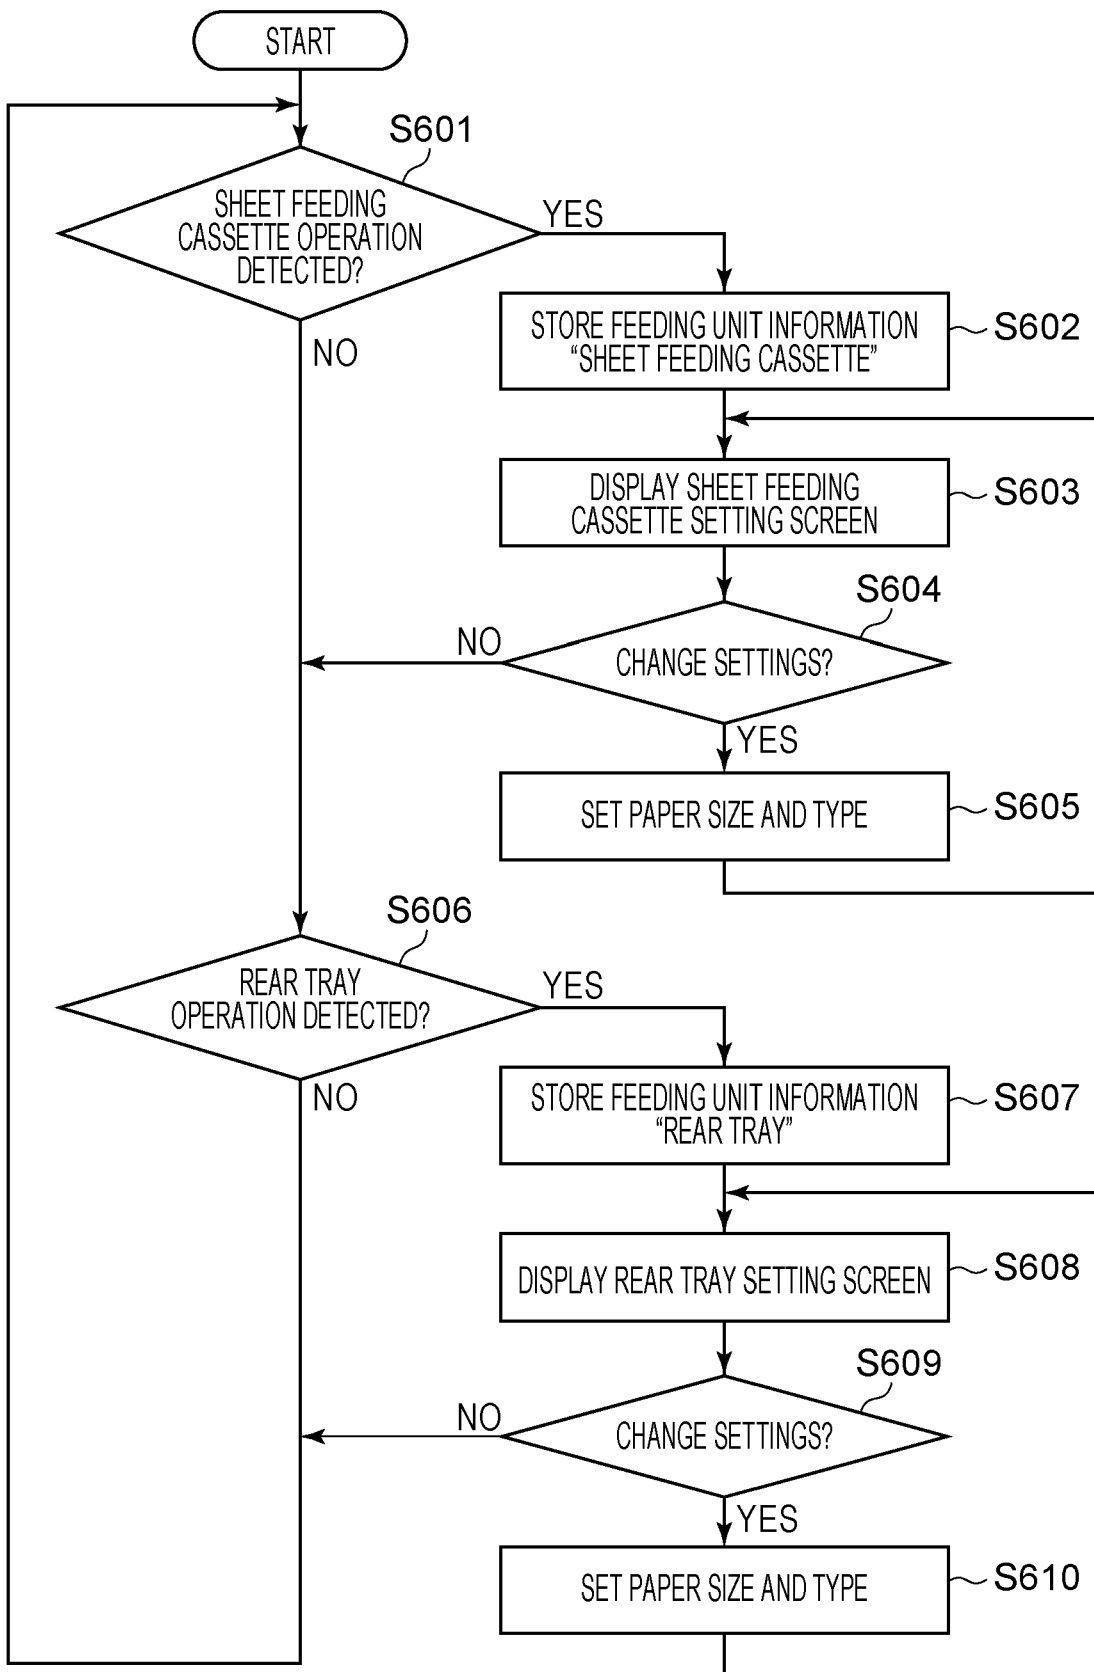 START
S601
SHEET FEEDING
CASSETTE OPERATION
DETECTED?
YES
NO
STORE FEEDING UNIT INFORMATION
“SHEET FEEDING CASSETTE”
S602
DISPLAY SHEET FEEDING
CASSETTE SETTING SCREEN
S603
S604
CHANGE SETTINGS?
NO
YES
SET PAPER SIZE AND TYPE
S605
S606
REAR TRAY
OPERATION DETECTED?
YES
NO
STORE FEEDING UNIT INFORMATION
“REAR TRAY”
S607
DISPLAY REAR TRAY SETTING SCREEN
S608
S609
CHANGE SETTINGS?
NO
YES
SET PAPER SIZE AND TYPE
S610